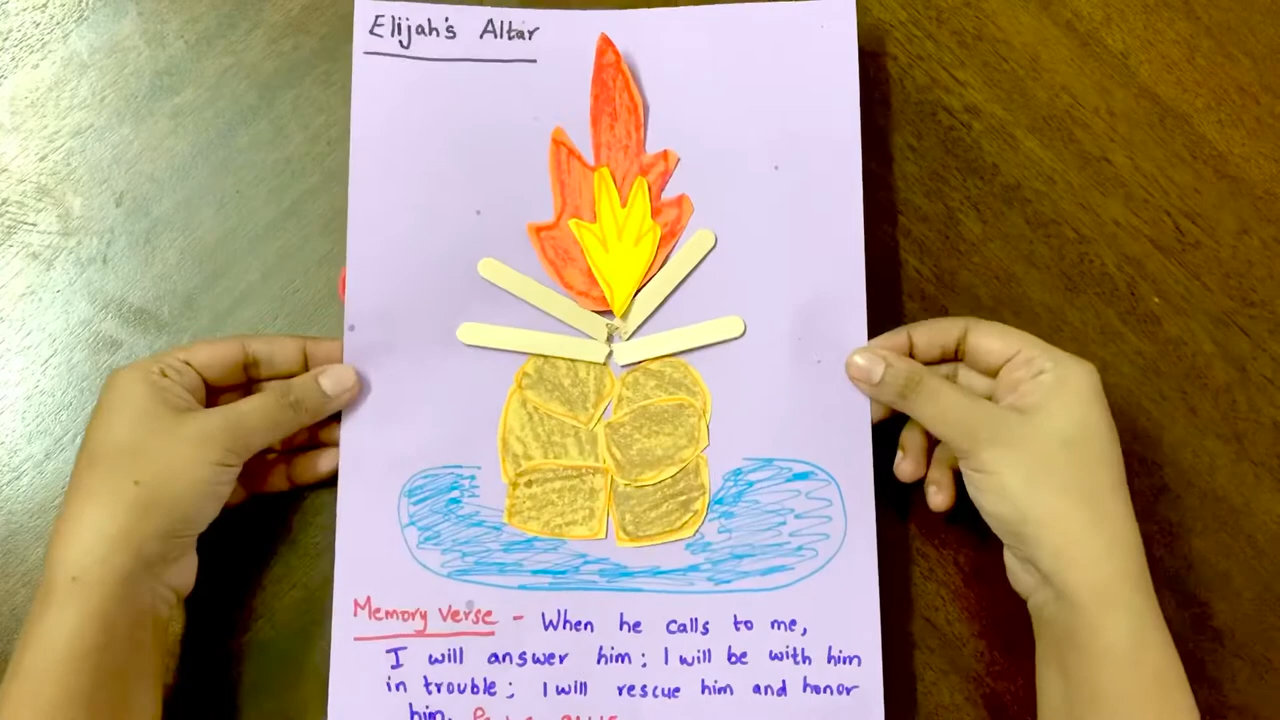 Elijah's Altar
Memory verse - When he calls to me,
I will answer him; I will be with him
in trouble; I will rescue him and honor
him.